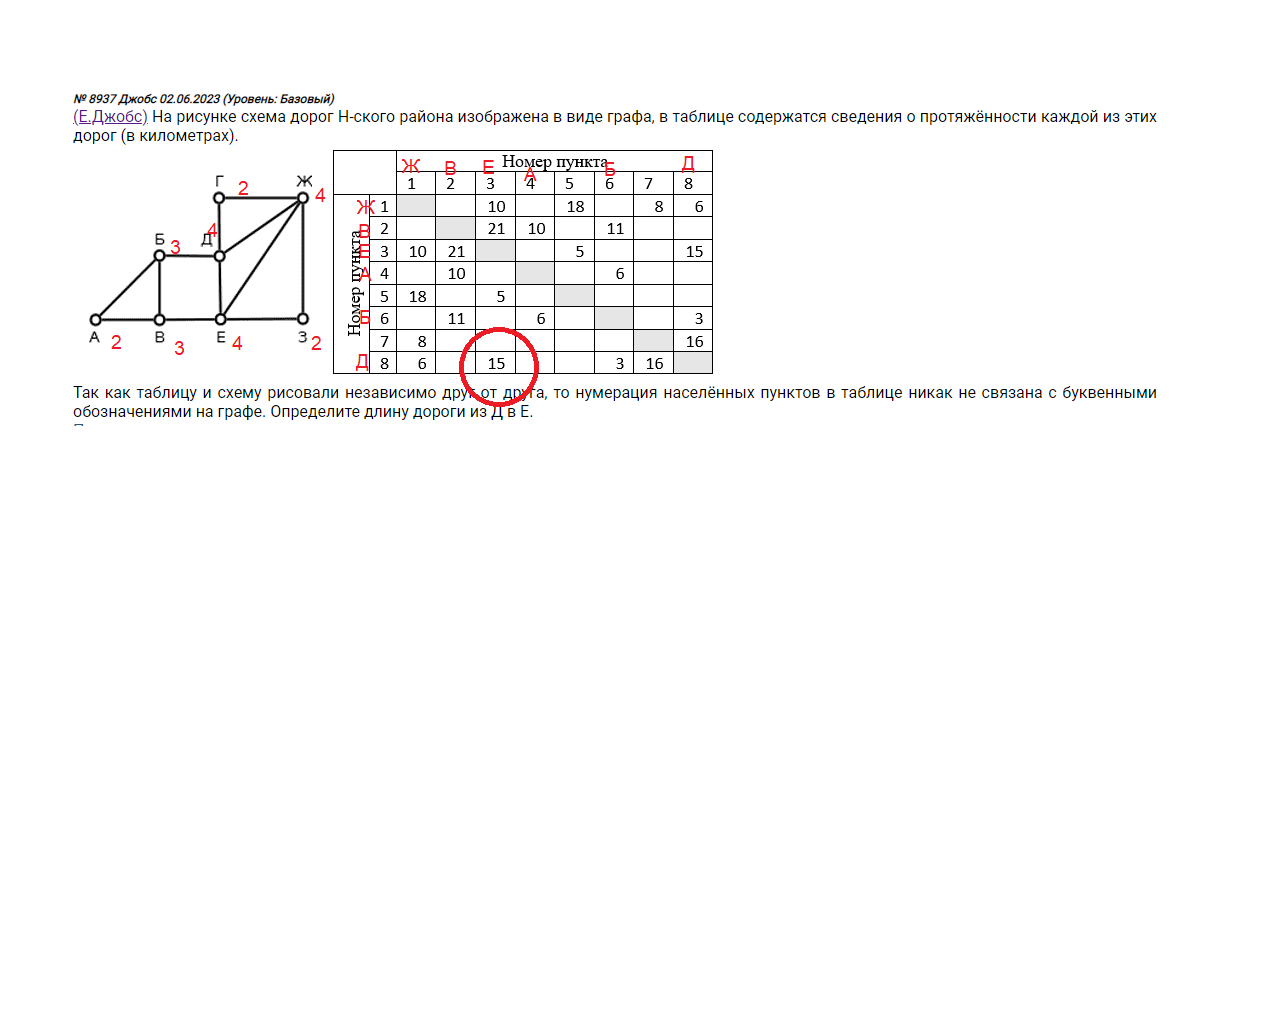 № 8937 Джобс 02.06.2023 (Уровень: Базовый)
(Е.Джобс) На рисунке схема дорог Н-ского района изображена в виде графа, в таблице содержатся сведения о протяжённости каждой из этих
дорог (в километрах).
Г 2 Ж 4
Б 3 Д 4
А 2 В 3 Е 4 З 2
Номер пункта
Ж В Е А Б Д
1 2 3 4 5 6 7 8
Номер пункта
Ж 1 10 18 8 6
В 2 21 10 11
Е 3 10 21 5 15
А 4 10 6
5 18 5
Б 6 11 6 3
7 8 16
Д 8 6 15 3 16
Так как таблицу и схему рисовали независимо друг от друга, то нумерация населённых пунктов в таблице никак не связана с буквенными
обозначениями на графе. Определите длину дороги из Д в Е.